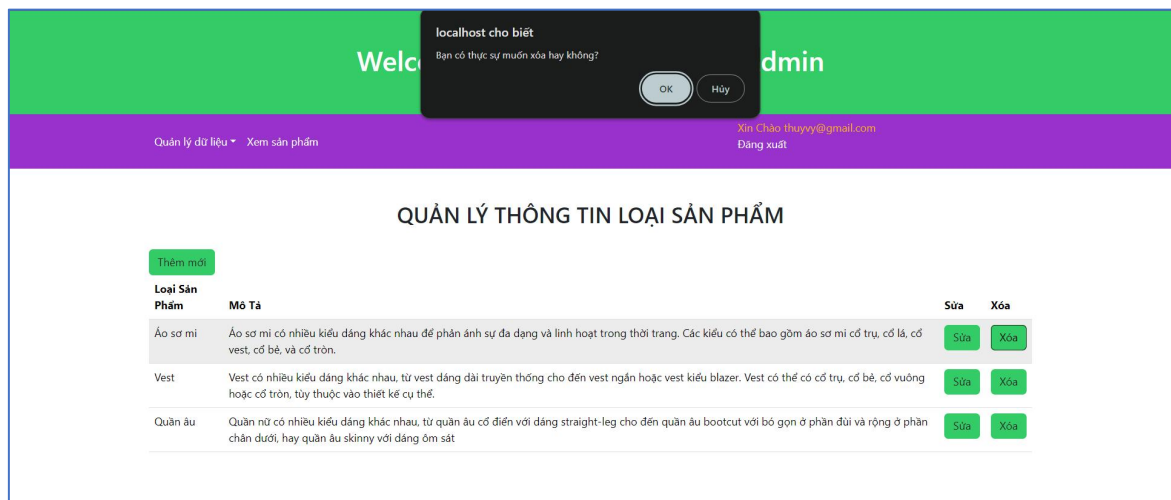 localhost cho biết
Bạn có thực sự muốn xóa hay không?
OK Hủy
Welc dmin
Quản lý dữ liệu Xem sản phẩm
Xin Chào thuyvy@gmail.com
Đăng xuất
QUẢN LÝ THÔNG TIN LOẠI SẢN PHẨM
Thêm mới
Loại Sản
Phẩm Mô Tả Sửa Xóa
Áo sơ mi Áo sơ mi có nhiều kiểu dáng khác nhau để phản ánh sự đa dạng và linh hoạt trong thời trang. Các kiểu có thể bao gồm áo sơ mi cổ trụ, cổ lá, cổ
vest, cổ bẻ, và cổ tròn. Sửa Xóa
Vest Vest có nhiều kiểu dáng khác nhau, từ vest dáng dài truyền thống cho đến vest ngắn hoặc vest kiểu blazer. Vest có thể có cổ trụ, cổ bẻ, cổ vuông
hoặc cổ tròn, tùy thuộc vào thiết kế cụ thể. Sửa Xóa
Quần âu Quần nữ có nhiều kiểu dáng khác nhau, từ quần âu cổ điển với dáng straight-leg cho đến quần âu bootcut với bó gọn ở phần đùi và rộng ở phần
chân dưới, hay quần âu skinny với dáng ôm sát Sửa Xóa